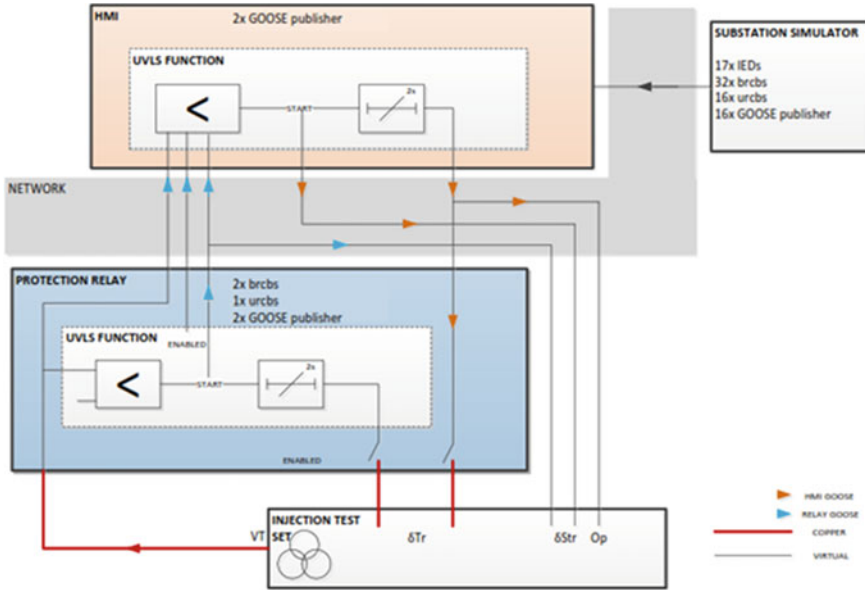 HMI
2x GOOSE publisher
UVLS FUNCTION
<
START
2s
SUBSTATION SIMULATOR
17x IEDs
32x brcbs
16x urcbs
16x GOOSE publisher
NETWORK
PROTECTION RELAY
2x brcbs
1x urcbs
2x GOOSE publisher
UVLS FUNCTION
ENABLED
<
START
2s
ENABLED
INJECTION TEST
SET
VT
δTr
δStr
Op
HMI GOOSE
RELAY GOOSE
COPPER
VIRTUAL